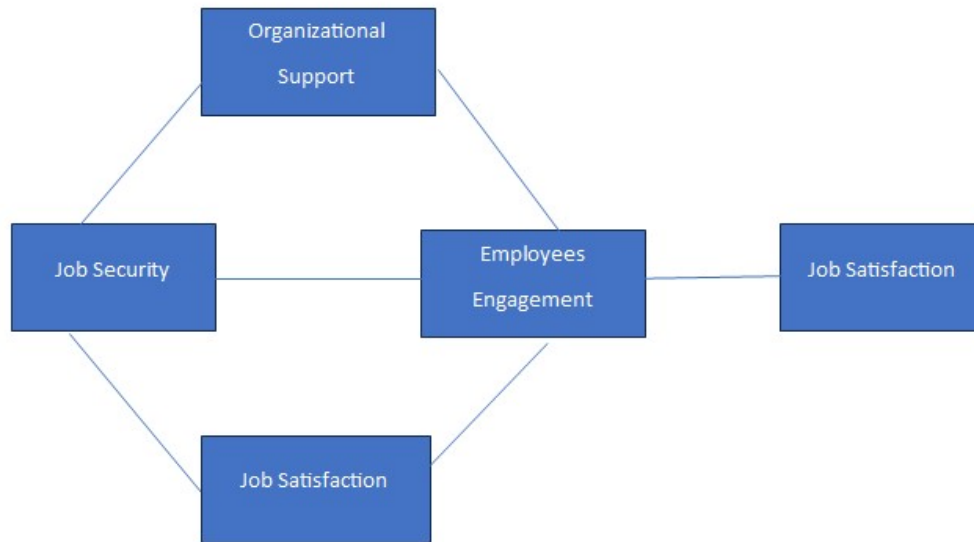 Organizational
Support
Job Security
Employees
Engagement
Job Satisfaction
Job Satisfaction